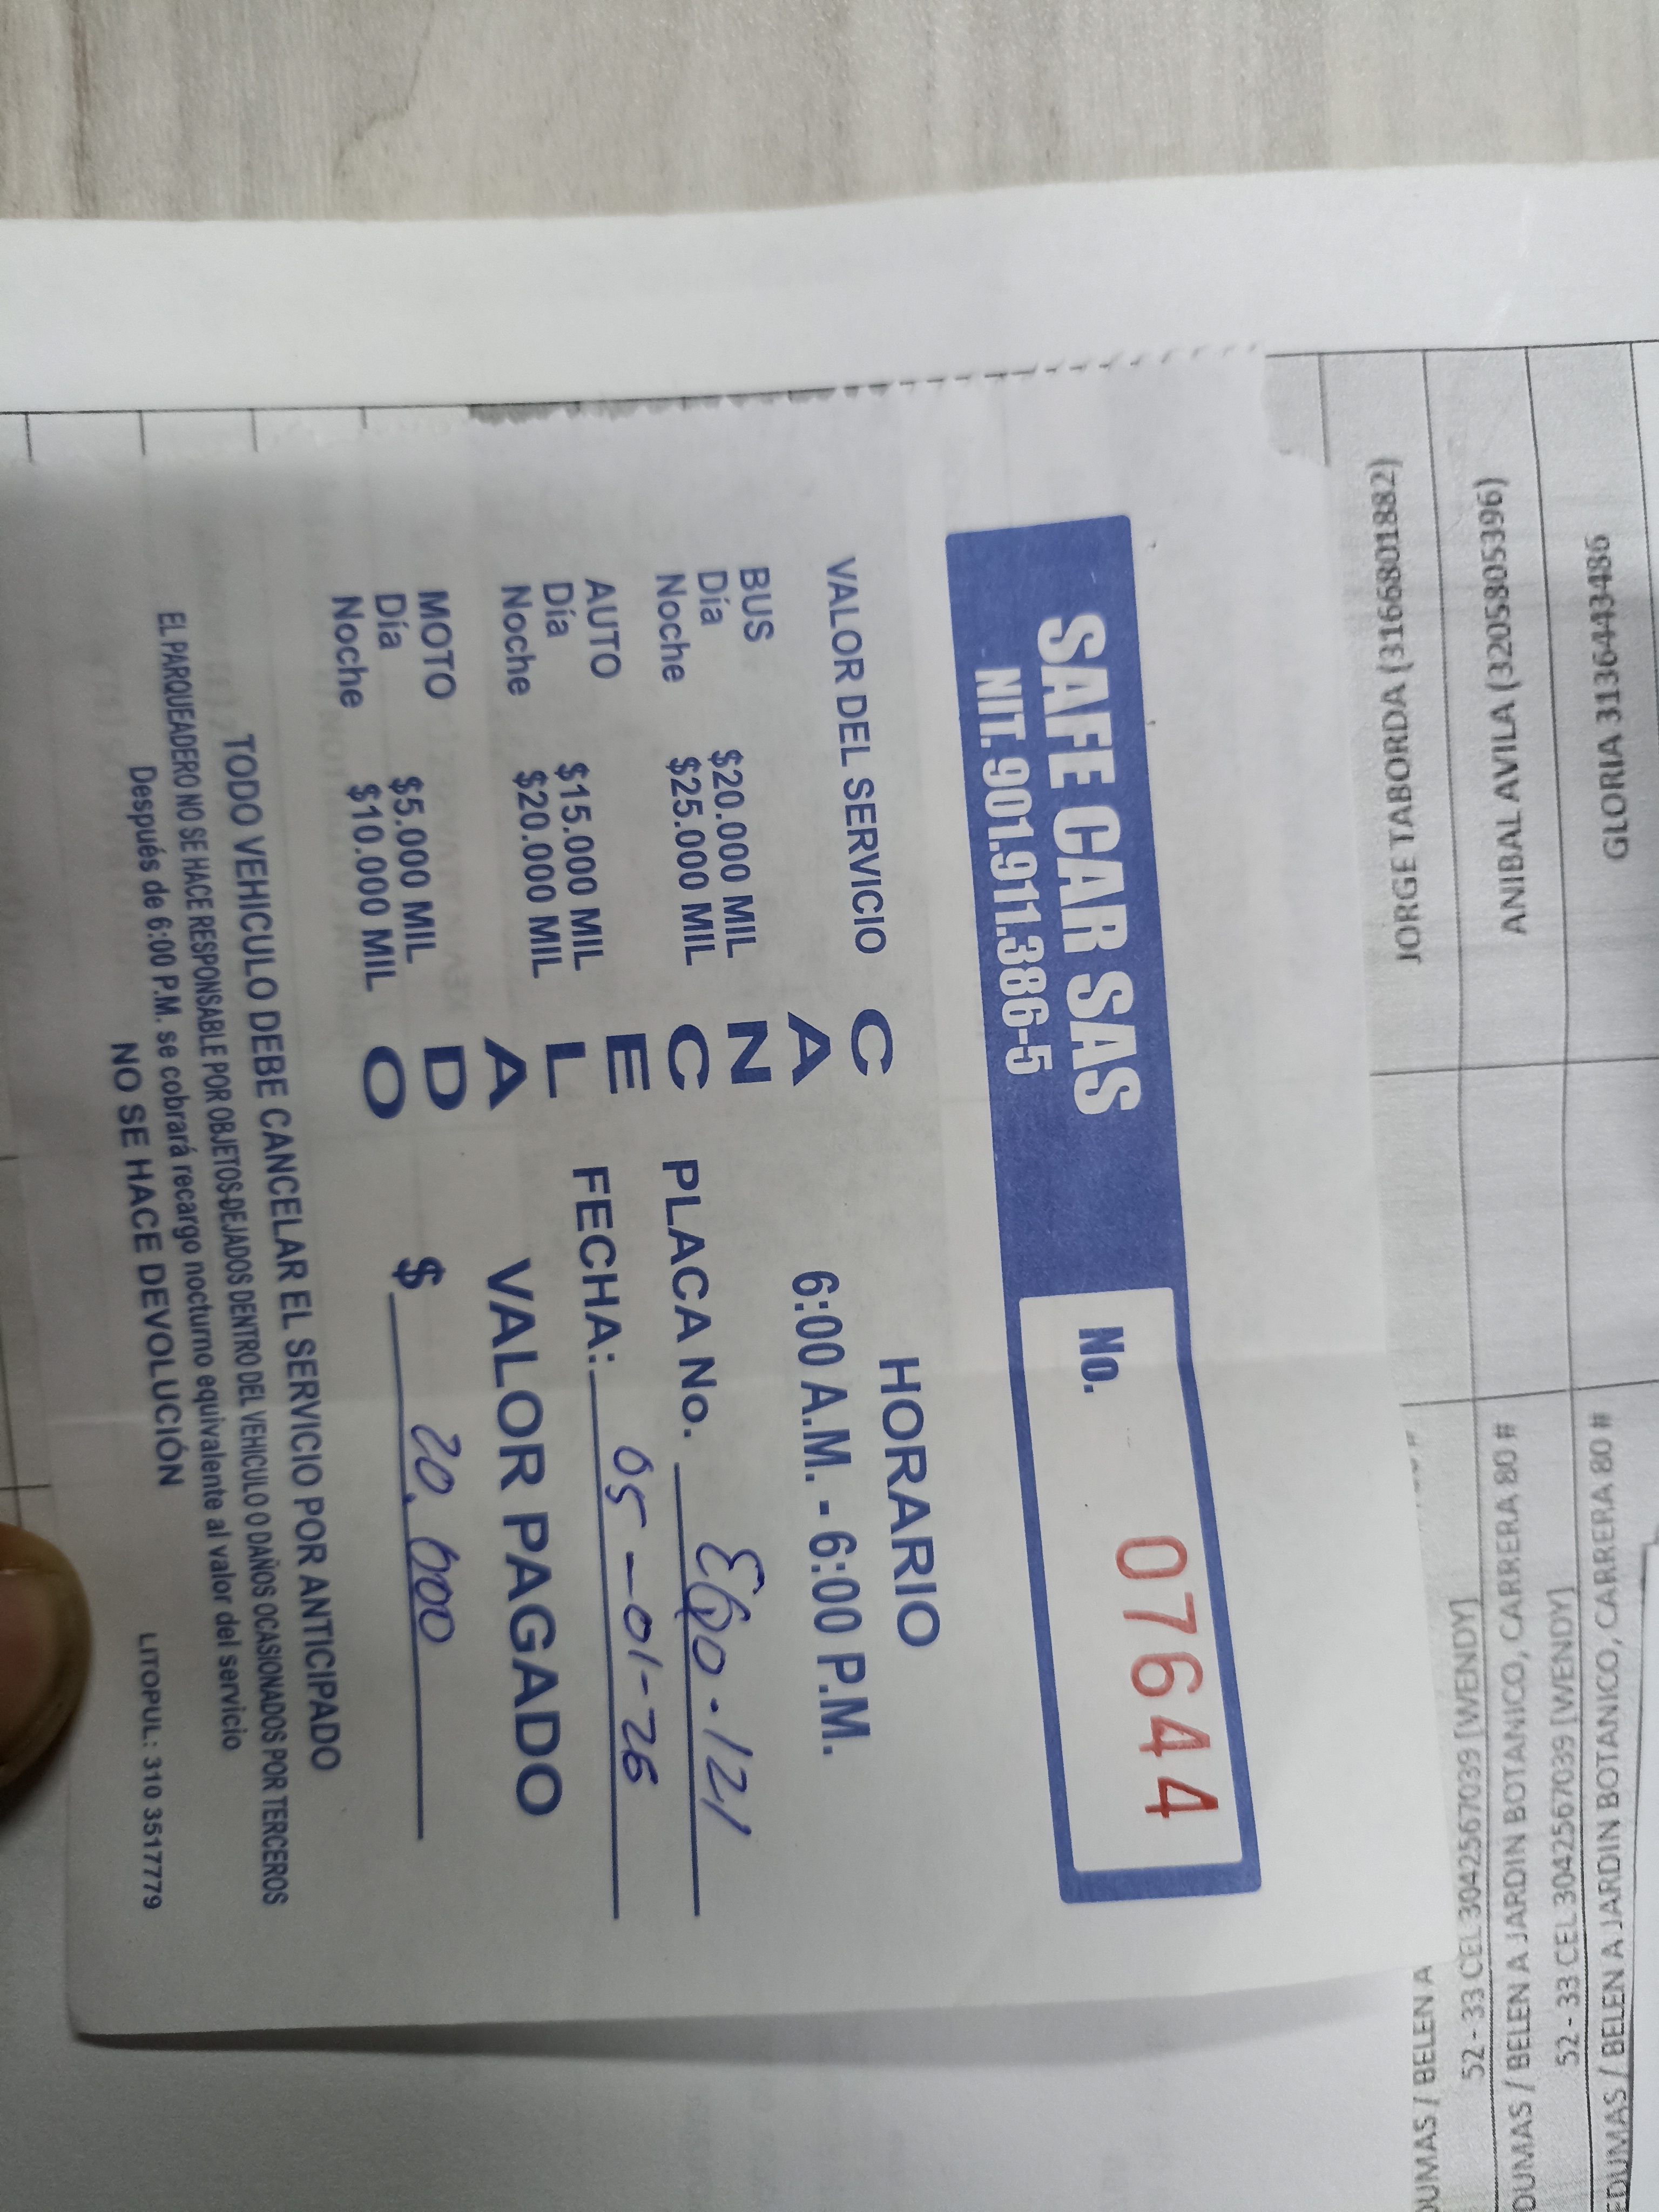 SAFE CAR SAS
NIT. 901.911.386-5
No. 07644
VALOR DEL SERVICIO
BUS
Día $20.000 MIL
Noche $25.000 MIL
AUTO
Día $15.000 MIL
Noche $20.000 MIL
MOTO
Día $5.000 MIL
Noche $10.000 MIL
CANCELADO
HORARIO
6:00 A.M. - 6:00 P.M.
PLACA No. 121
FECHA: 05-01-26
VALOR PAGADO
$ 20.000
TODO VEHICULO DEBE CANCELAR EL SERVICIO POR ANTICIPADO
EL PARQUEADERO NO SE HACE RESPONSABLE POR OBJETOS DEJADOS DENTRO DEL VEHICULO O DAÑOS OCASIONADOS POR TERCEROS
Después de 6:00 P.M. se cobrará recargo nocturno equivalente al valor del servicio
NO SE HACE DEVOLUCIÓN
LITOPUL: 310 3517779
GLORIA 3136443486
ANIBAL AVILA (3205805396)
JORGE TABORDA (3166801882)
EDUMAS / BELEN A JARDIN BOTANICO, CARRERA 80 #
52 - 33 CEL 3042567039 [WENDY]
DUMAS / BELEN A JARDIN BOTANICO, CARRERA 80 #
52 - 33 CEL 3042567039 [WENDY]
DUMAS / BELEN A